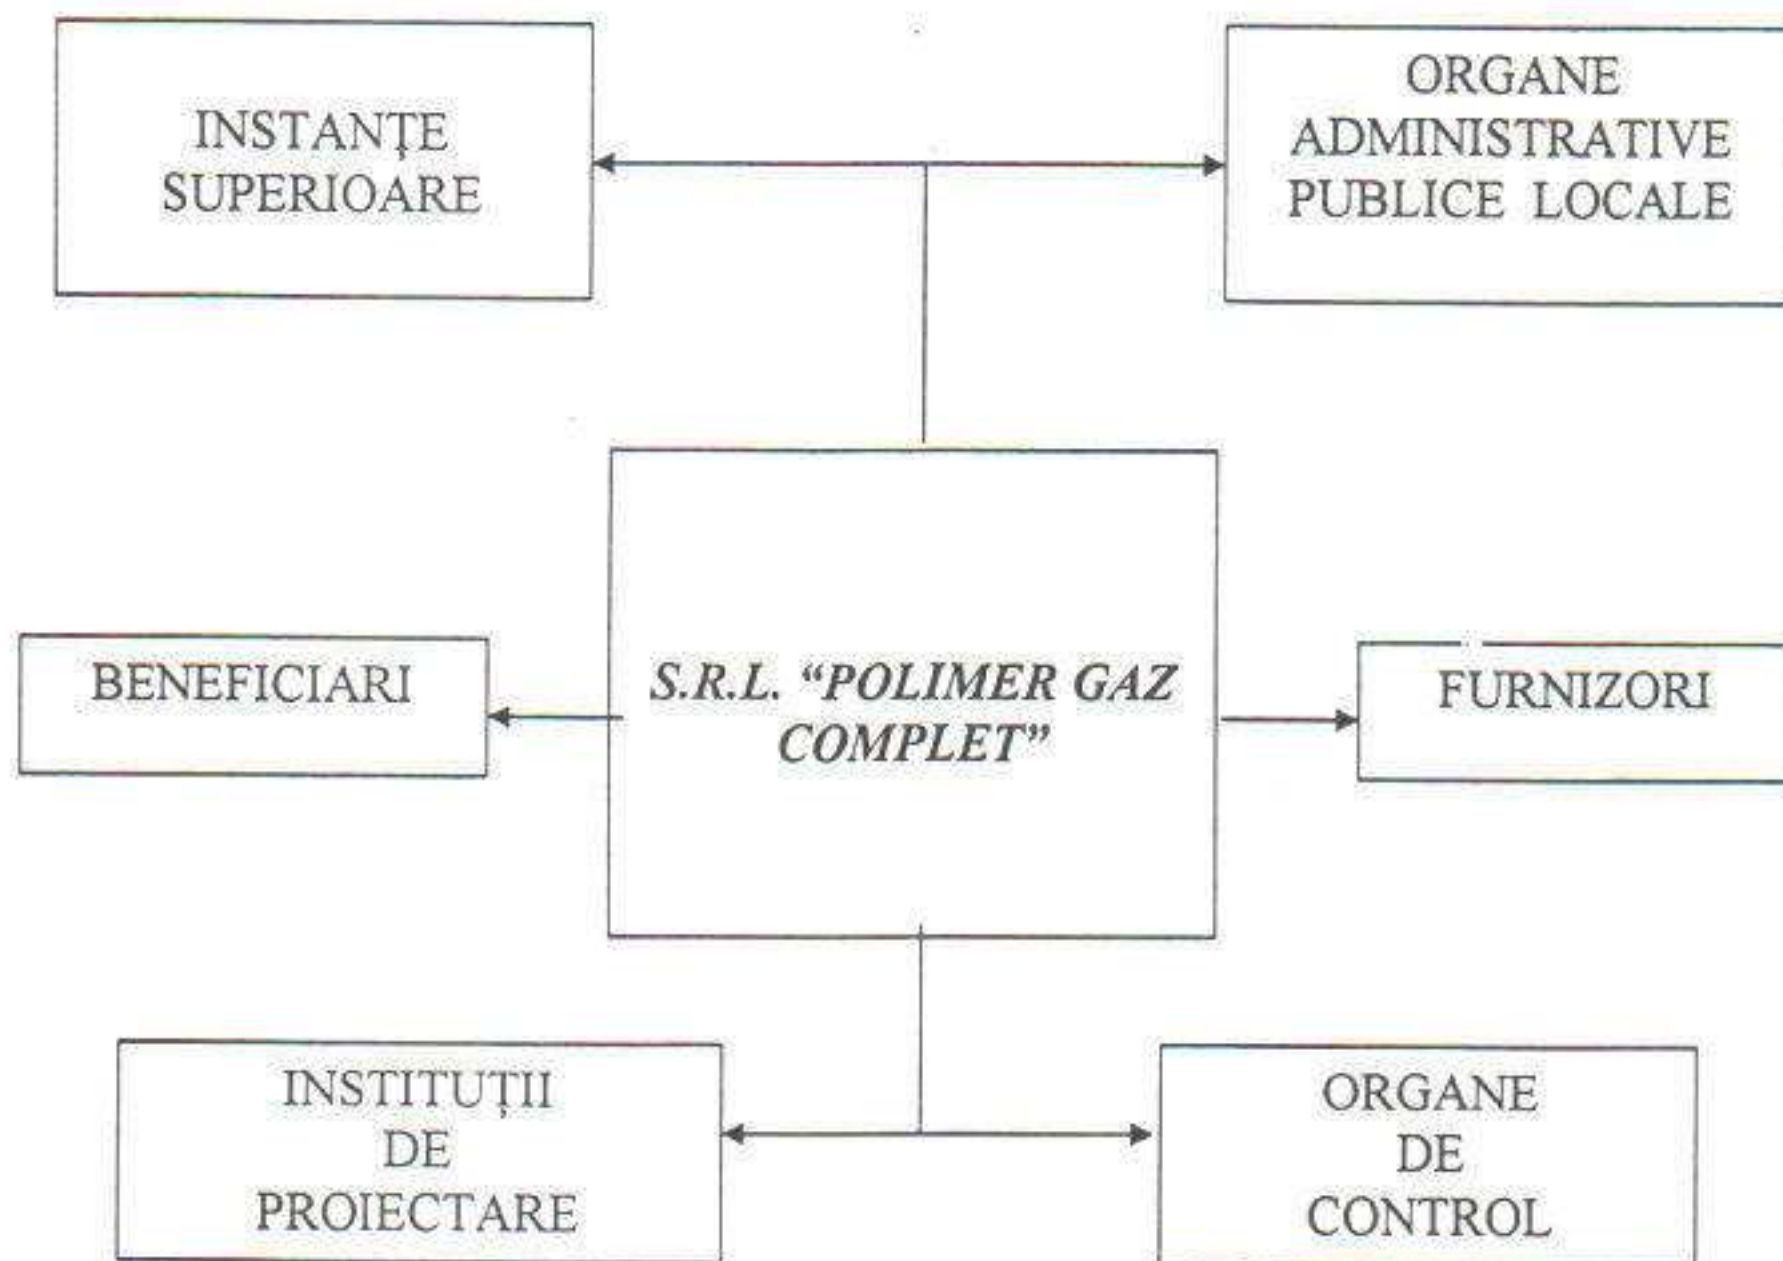 INSTANȚE
SUPERIOARE
ORGANE
ADMINISTRATIVE
PUBLICE LOCALE
BENEFICIARI
S.R.L. “POLIMER GAZ
COMPLET”
FURNIZORI
INSTITUȚII
DE
PROIECTARE
ORGANE
DE
CONTROL